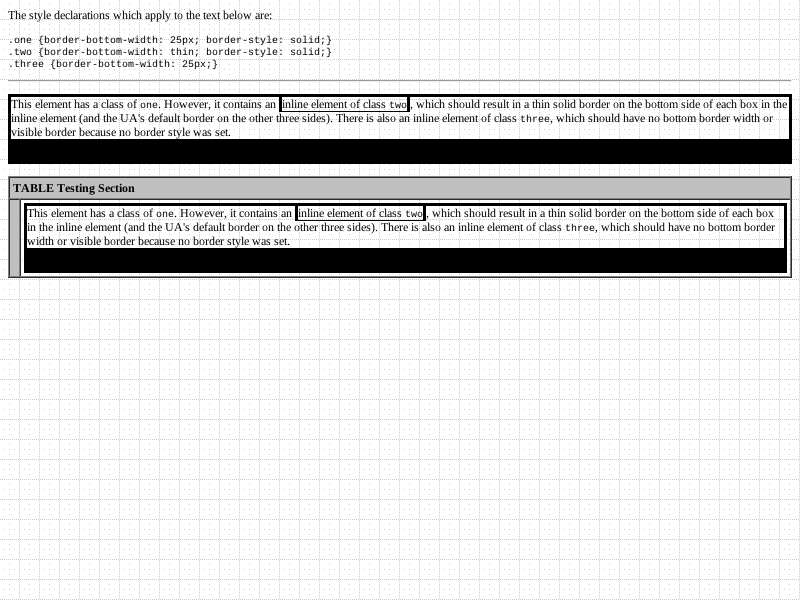 The style declarations which apply to the text below are:
.one {border-bottom-width: 25px; border-style: solid;}
.two {border-bottom-width: thin; border-style: solid;}
.three {border-bottom-width: 25px;}
This element has a class of one. However, it contains an inline element of class two, which should result in a thin solid border on the bottom side of each box in the
inline element (and the UA's default border on the other three sides). There is also an inline element of class three, which should have no bottom border width or
visible border because no border style was set.
TABLE Testing Section
This element has a class of one. However, it contains an inline element of class two, which should result in a thin solid border on the bottom side of each box
in the inline element (and the UA's default border on the other three sides). There is also an inline element of class three, which should have no bottom border
width or visible border because no border style was set.